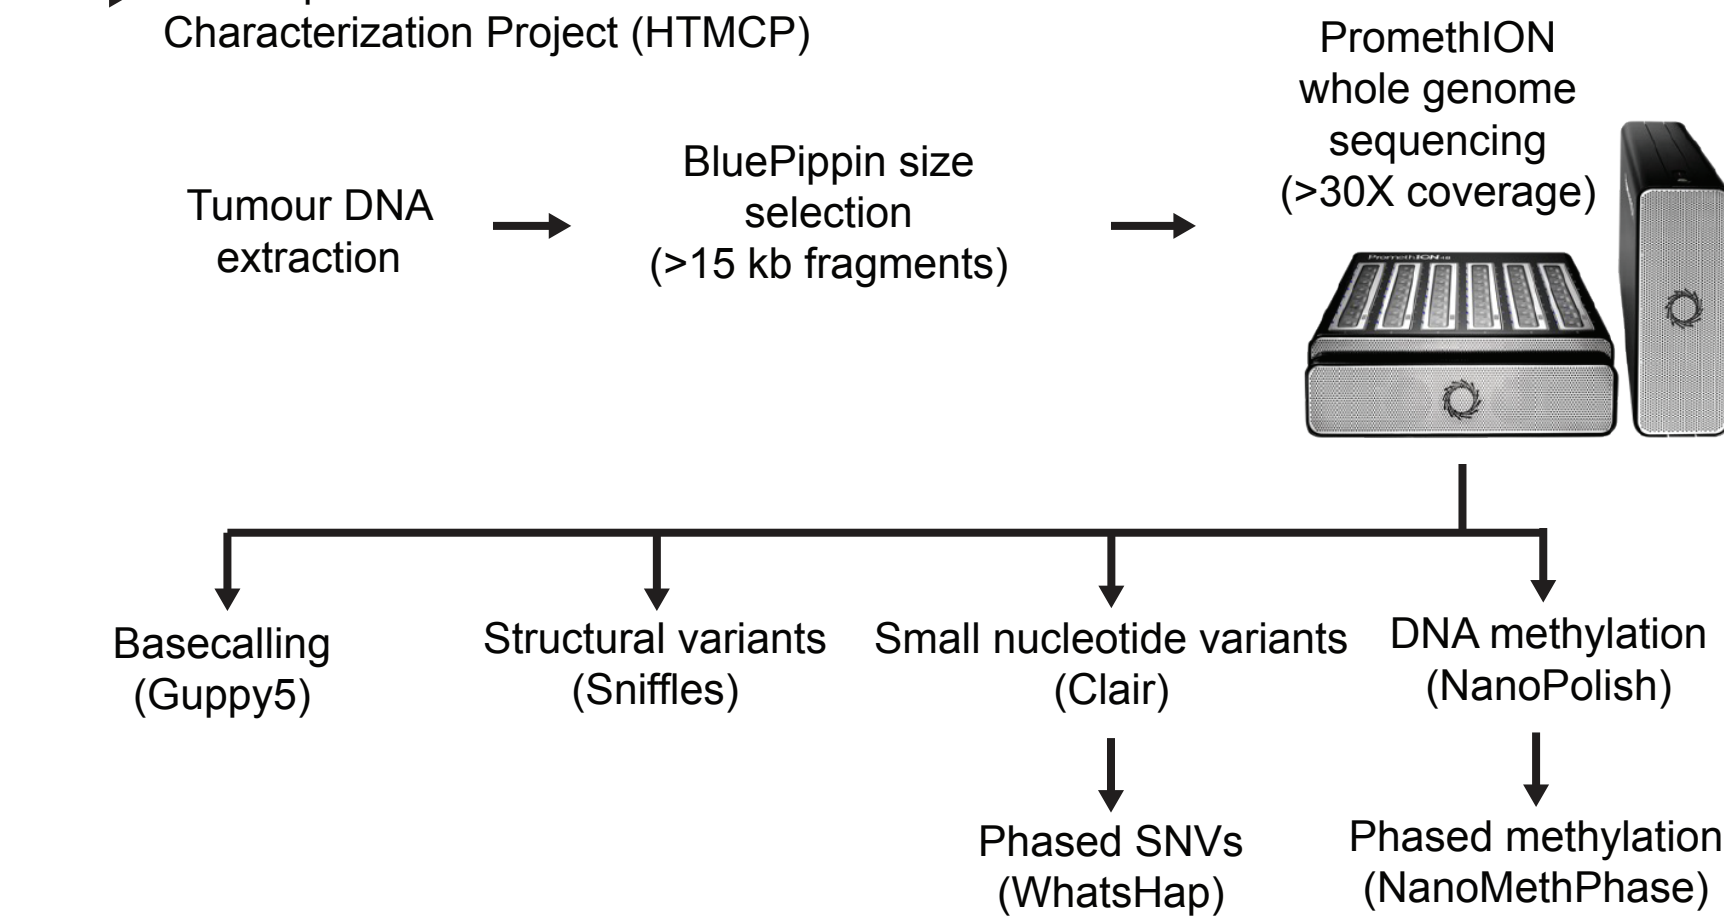 Characterization Project (HTMCP)
Tumour DNA
extraction
BluePippin size
selection
(>15 kb fragments)
PromethION
whole genome
sequencing
(>30X coverage)
PromethION
Basecalling
(Guppy5)
Structural variants
(Sniffles)
Small nucleotide variants
(Clair)
DNA methylation
(NanoPolish)
Phased SNVs
(WhatsHap)
Phased methylation
(NanoMethPhase)